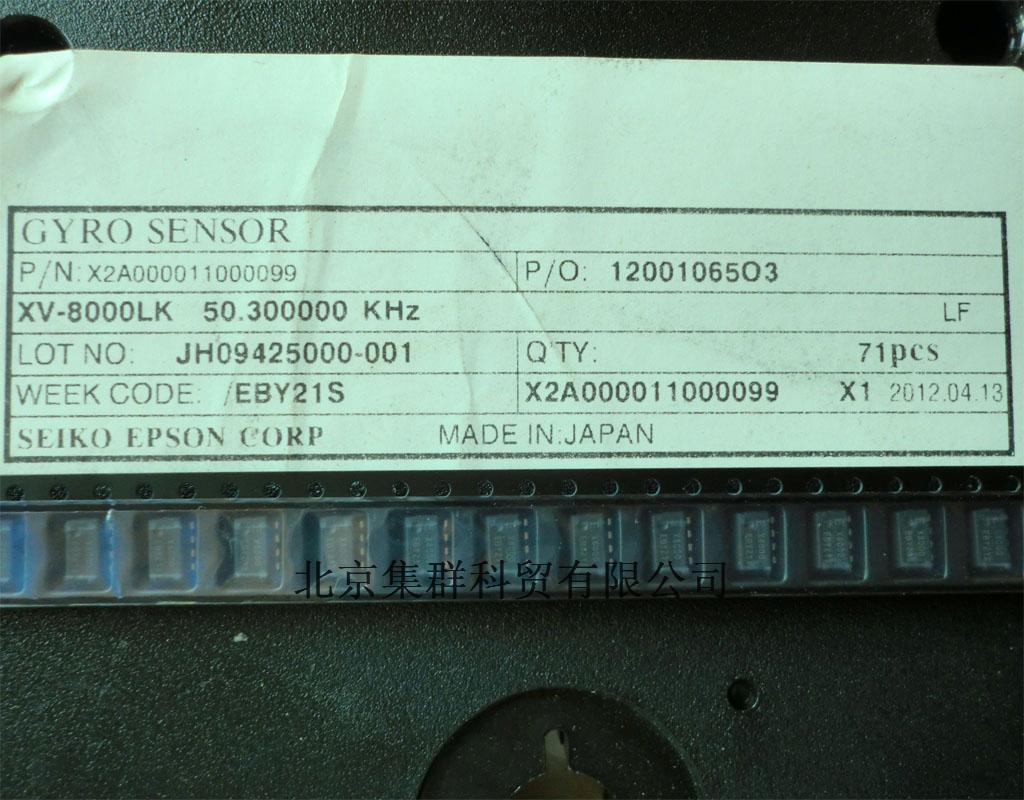 GYRO SENSOR
P/N: X2A000011000099 P/O: 1200106503
XV-8000LK 50.300000 KHz LF
LOT NO: JH09425000-001 Q'TY: 71pcs
WEEK CODE: /EBY21S X2A000011000099 X1 2012.04.13
SEIKO EPSON CORP MADE IN:JAPAN
北京集群科贸有限公司